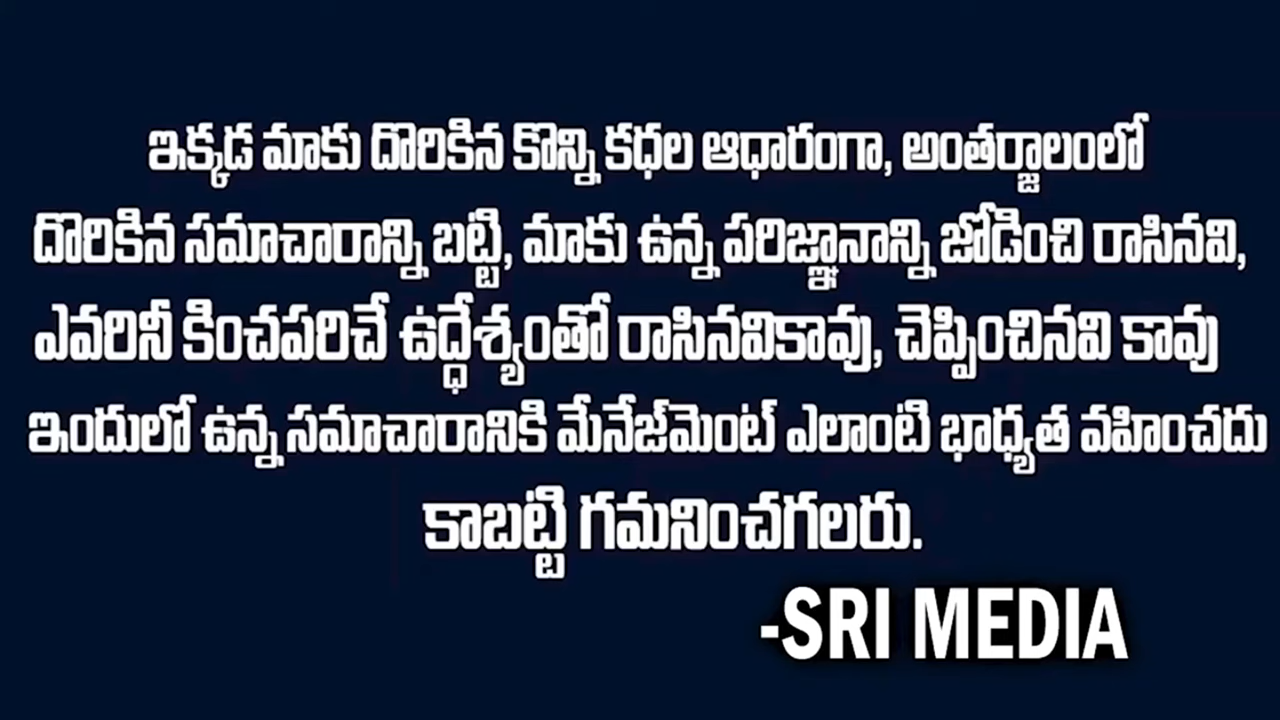 ఇక్కడ మాకు దొరికిన కొన్ని కధల ఆధారంగా, అంతర్జాలంలో
దొరికిన సమాచారాన్ని బట్టి, మాకు ఉన్న పరిజ్ఞానాన్ని జోడించి రాసినవి,
ఎవరినీ కించపరిచే ఉద్ధేశ్యంతో రాసినవికావు, చెప్పించినవి కావు
ఇందులో ఉన్న సమాచారానికి మేనేజ్‌మెంట్ ఎలాంటి భాధ్యత వహించదు
కాబట్టి గమనించగలరు.
-SRI MEDIA